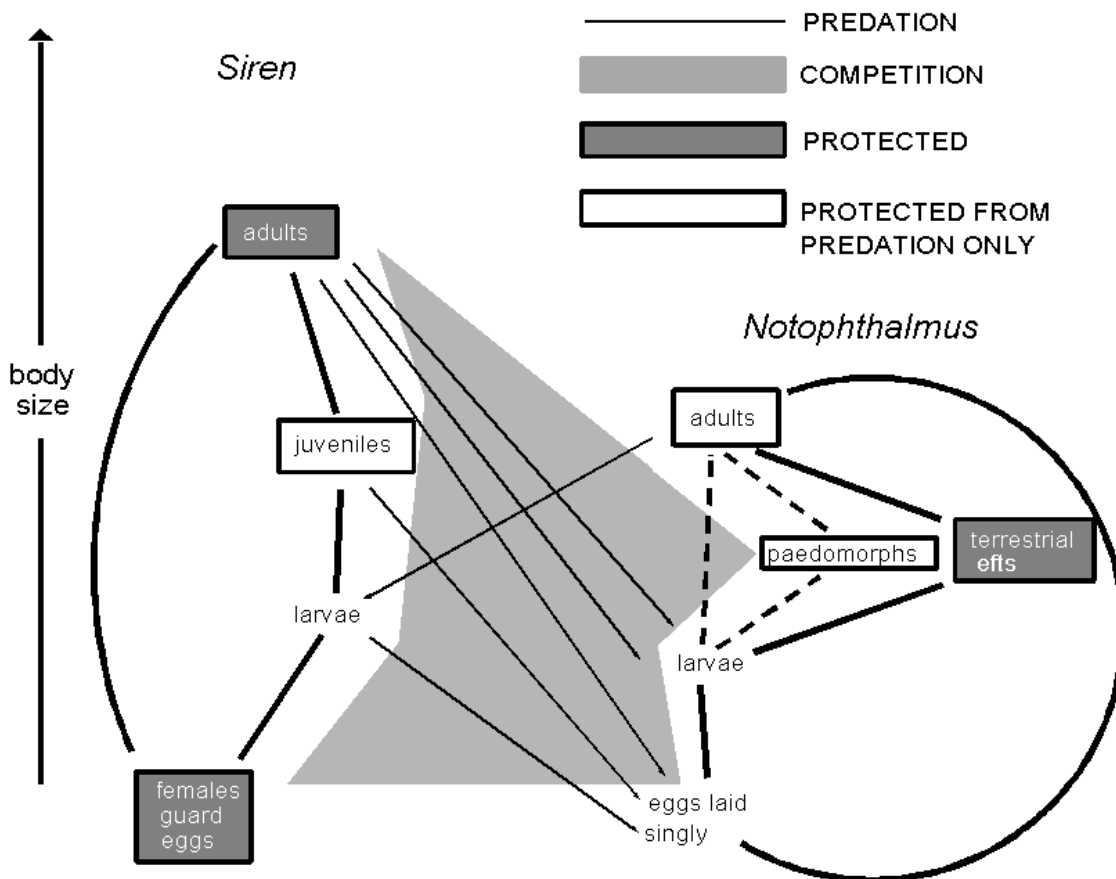 PREDATION
COMPETITION
PROTECTED
PROTECTED FROM
PREDATION ONLY
Siren
Notophthalmus
body
size
adults
juveniles
larvae
females
guard
eggs
adults
paedomorphs
terrestrial
efts
larvae
eggs laid
singly